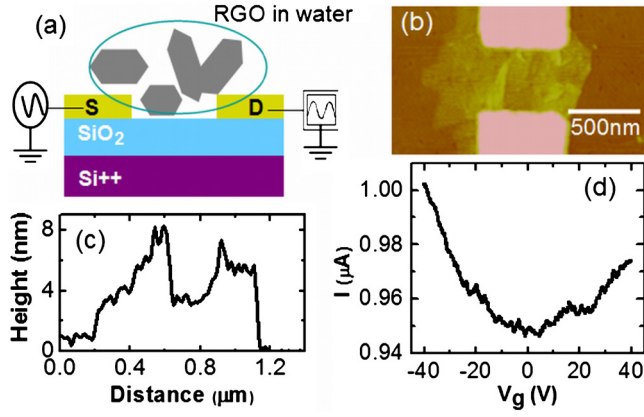 (a)
RGO in water
S
D
SiO₂
Si++
(b)
500nm
(c)
Height (nm)
8
4
0
0.0 0.4 0.8 1.2
Distance (μm)
(d)
I (μA)
1.00
0.98
0.96
0.94
-40 -20 0 20 40
Vg (V)